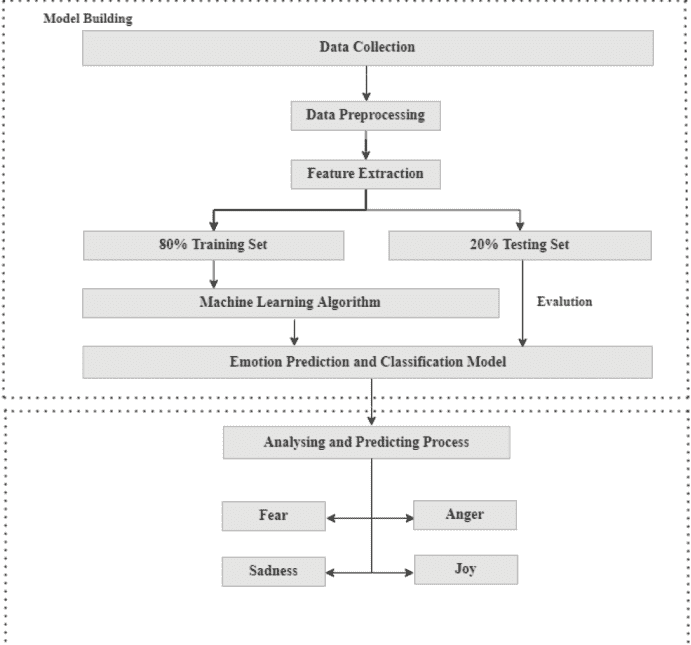 Model Building
Data Collection
Data Preprocessing
Feature Extraction
80% Training Set
20% Testing Set
Machine Learning Algorithm
Evalution
Emotion Prediction and Classification Model
Analysing and Predicting Process
Fear
Anger
Sadness
Joy